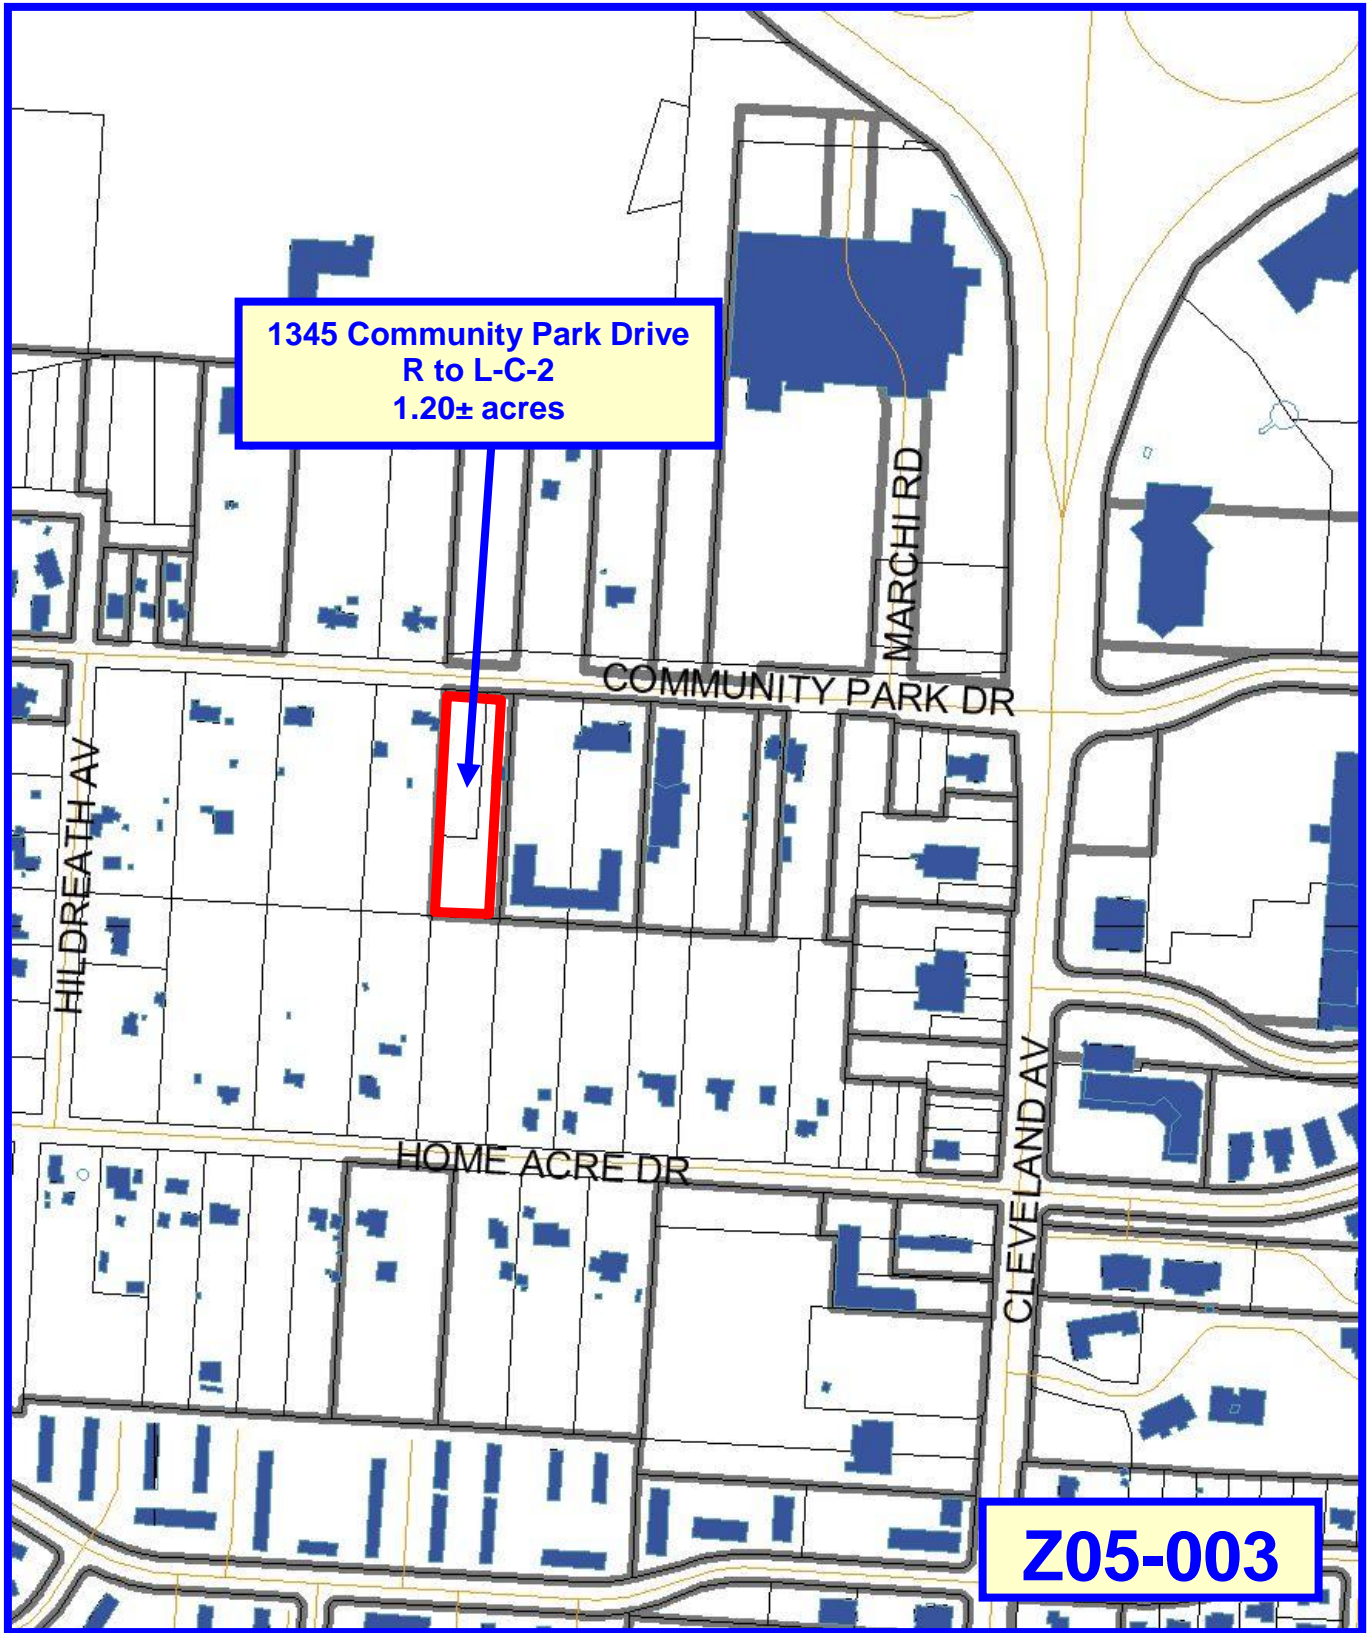 1345 Community Park Drive
R to L-C-2
1.20± acres
MARCHI RD
COMMUNITY PARK DR
HILDREATH AV
CLEVELAND AV
HOME ACRE DR
Z05-003